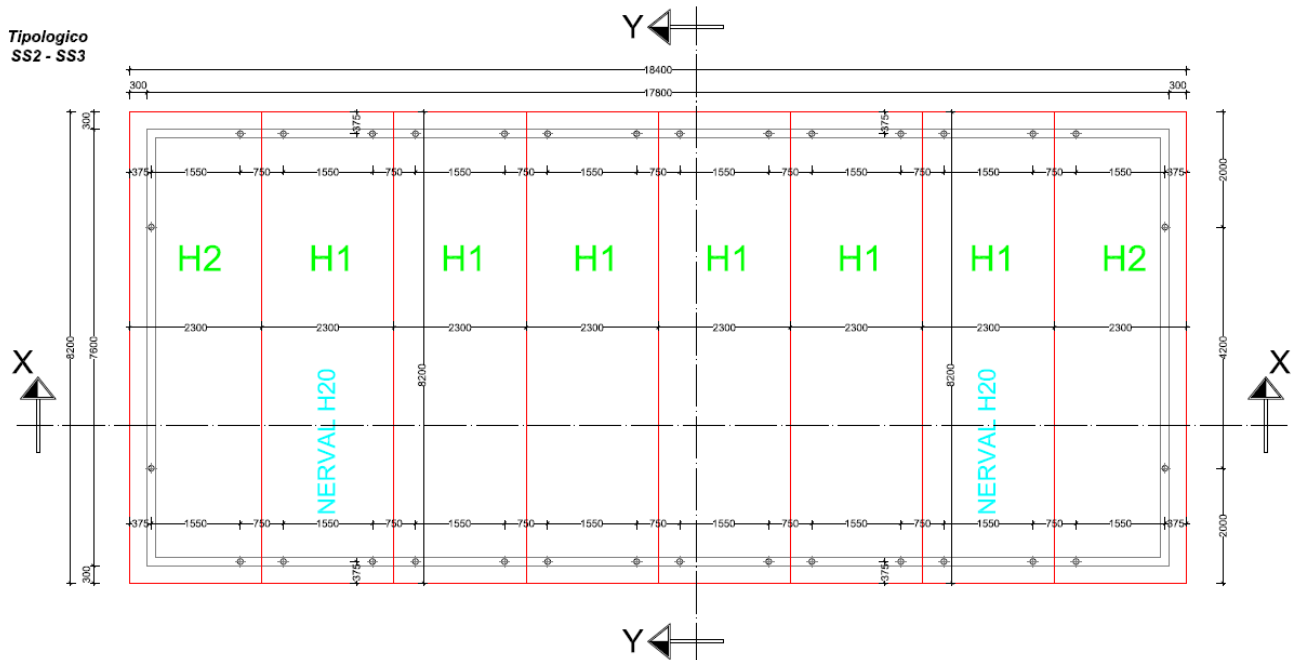 Tipologico
SS2 - SS3
Y
18400
300 17800 300
300 375 375
375 1550 750 1550 750 1550 750 1550 750 1550 750 1550 750 1550 750 1550 375
2000
H2 H1 H1 H1 H1 H1 H1 H2
2300 2300 2300 2300 2300 2300 2300 2300
8200 7600 8200 8200 4200
X X
NERVAL H20 NERVAL H20
375 1550 750 1550 750 1550 750 1550 750 1550 750 1550 750 1550 750 1550 375
2000
300 375 375
Y